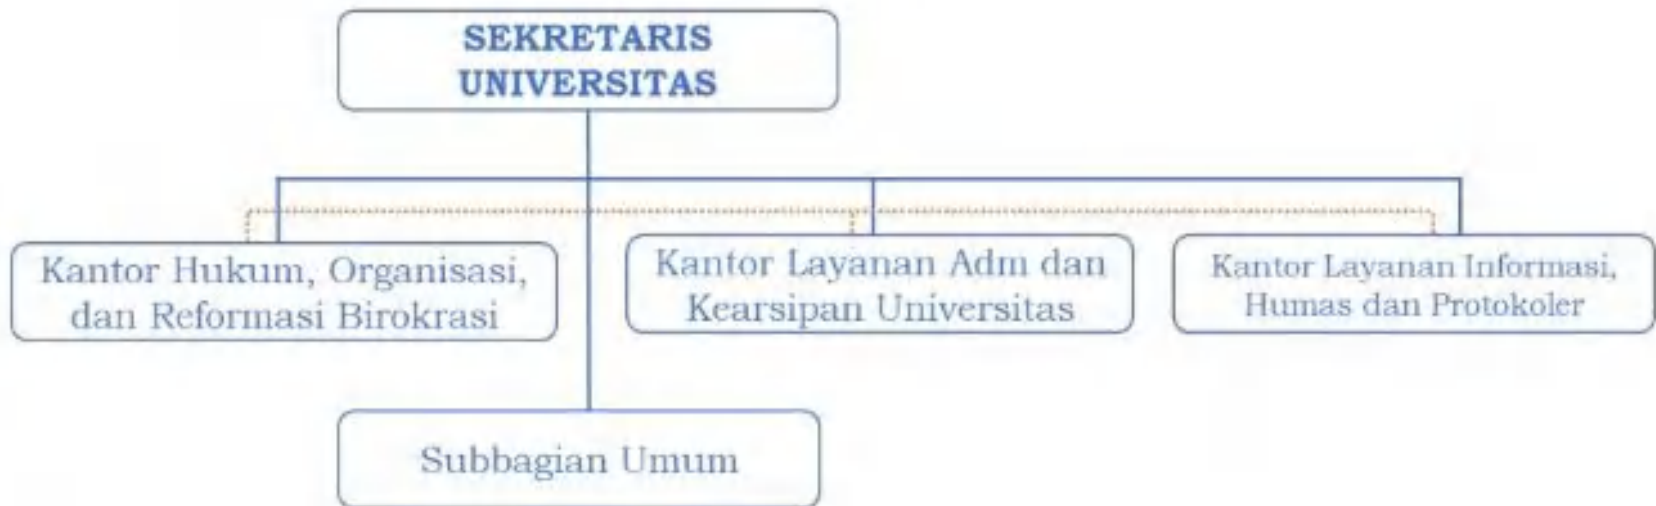 SEKRETARIS
UNIVERSITAS
Kantor Hukum, Organisasi,
dan Reformasi Birokrasi
Kantor Layanan Adm dan
Kearsipan Universitas
Kantor Layanan Informasi,
Humas dan Protokoler
Subbagian Umum